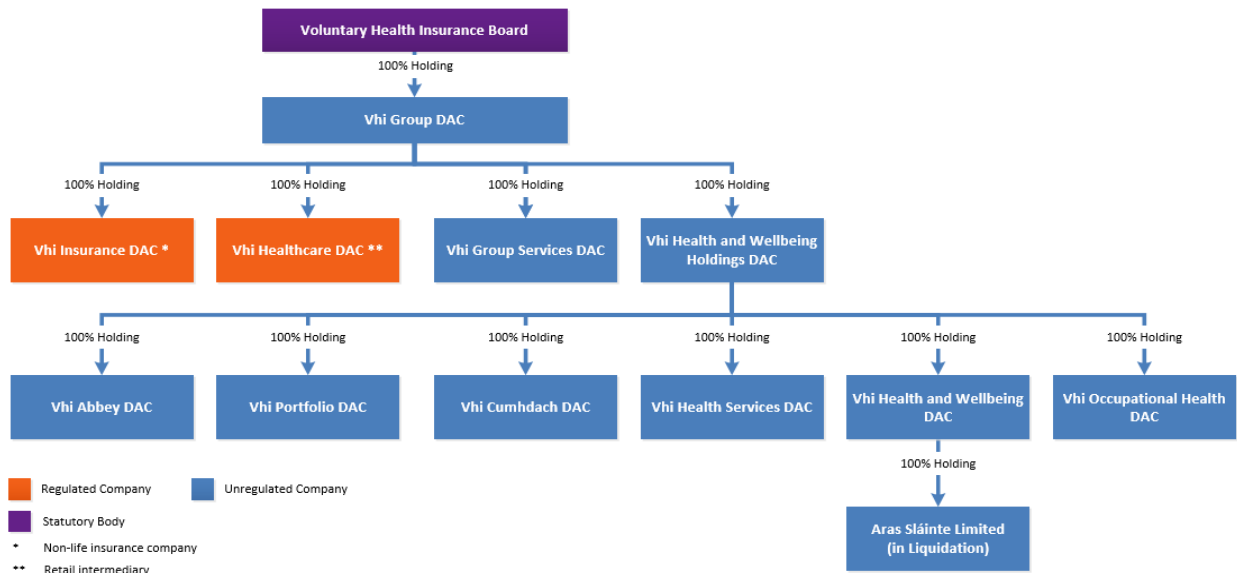 Voluntary Health Insurance Board
100% Holding
Vhi Group DAC
100% Holding
100% Holding
100% Holding
100% Holding
Vhi Insurance DAC *
Vhi Healthcare DAC **
Vhi Group Services DAC
Vhi Health and Wellbeing
Holdings DAC
100% Holding
100% Holding
100% Holding
100% Holding
100% Holding
100% Holding
Vhi Abbey DAC
Vhi Portfolio DAC
Vhi Cumhdach DAC
Vhi Health Services DAC
Vhi Health and Wellbeing
DAC
Vhi Occupational Health
DAC
100% Holding
Aras Sláinte Limited
(in Liquidation)
Regulated Company
Unregulated Company
Statutory Body
* Non-life insurance company
** Retail intermediary